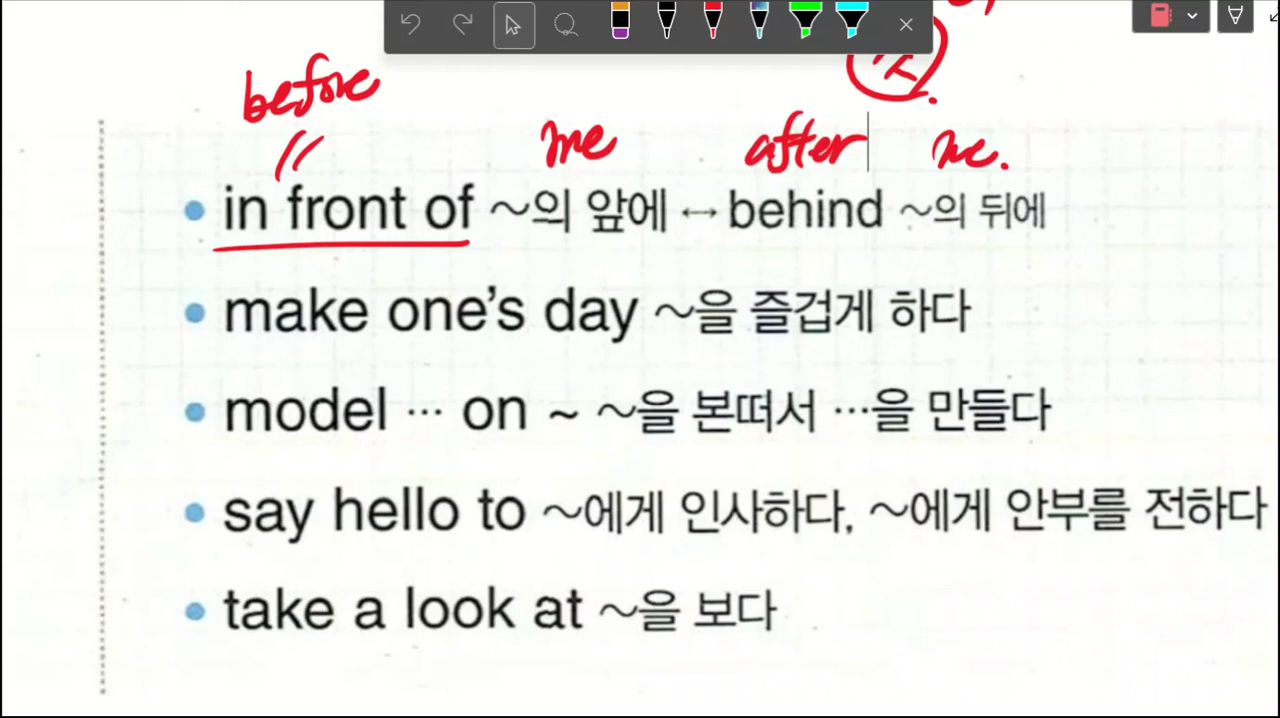 before
me after me.
• in front of ~의 앞에 ↔ behind ~의 뒤에
• make one's day ~을 즐겁게 하다
• model … on ~ ~을 본떠서 …을 만들다
• say hello to ~에게 인사하다, ~에게 안부를 전하다
• take a look at ~을 보다